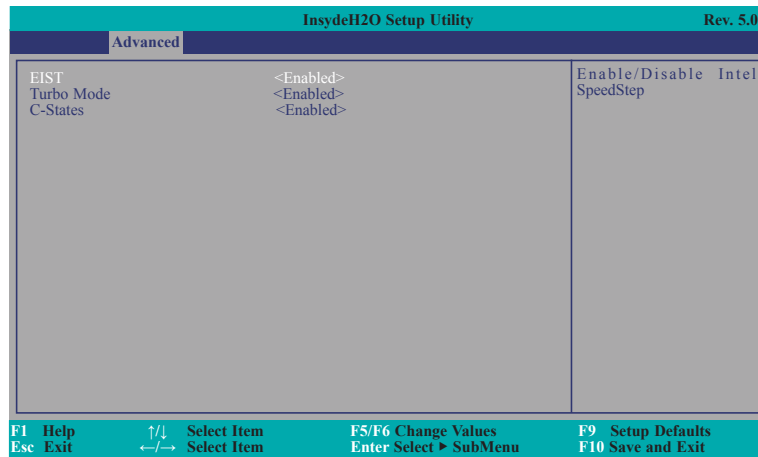 InsydeH2O Setup Utility Rev. 5.0
Advanced
EIST <Enabled>
Turbo Mode <Enabled>
C-States <Enabled>
Enable/Disable Intel
SpeedStep
F1 Help ↑/↓ Select Item F5/F6 Change Values F9 Setup Defaults
Esc Exit ←/→ Select Item Enter Select ▶ SubMenu F10 Save and Exit